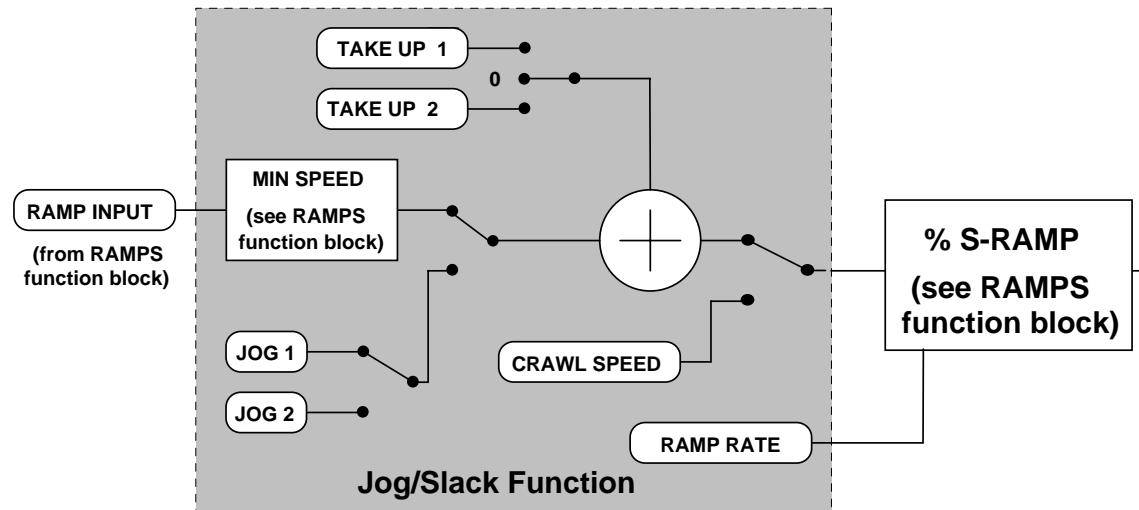 TAKE UP 1
0
TAKE UP 2
MIN SPEED
(see RAMPS
function block)
RAMP INPUT
(from RAMPS
function block)
% S-RAMP
(see RAMPS
function block)
JOG 1
JOG 2
CRAWL SPEED
RAMP RATE
Jog/Slack Function